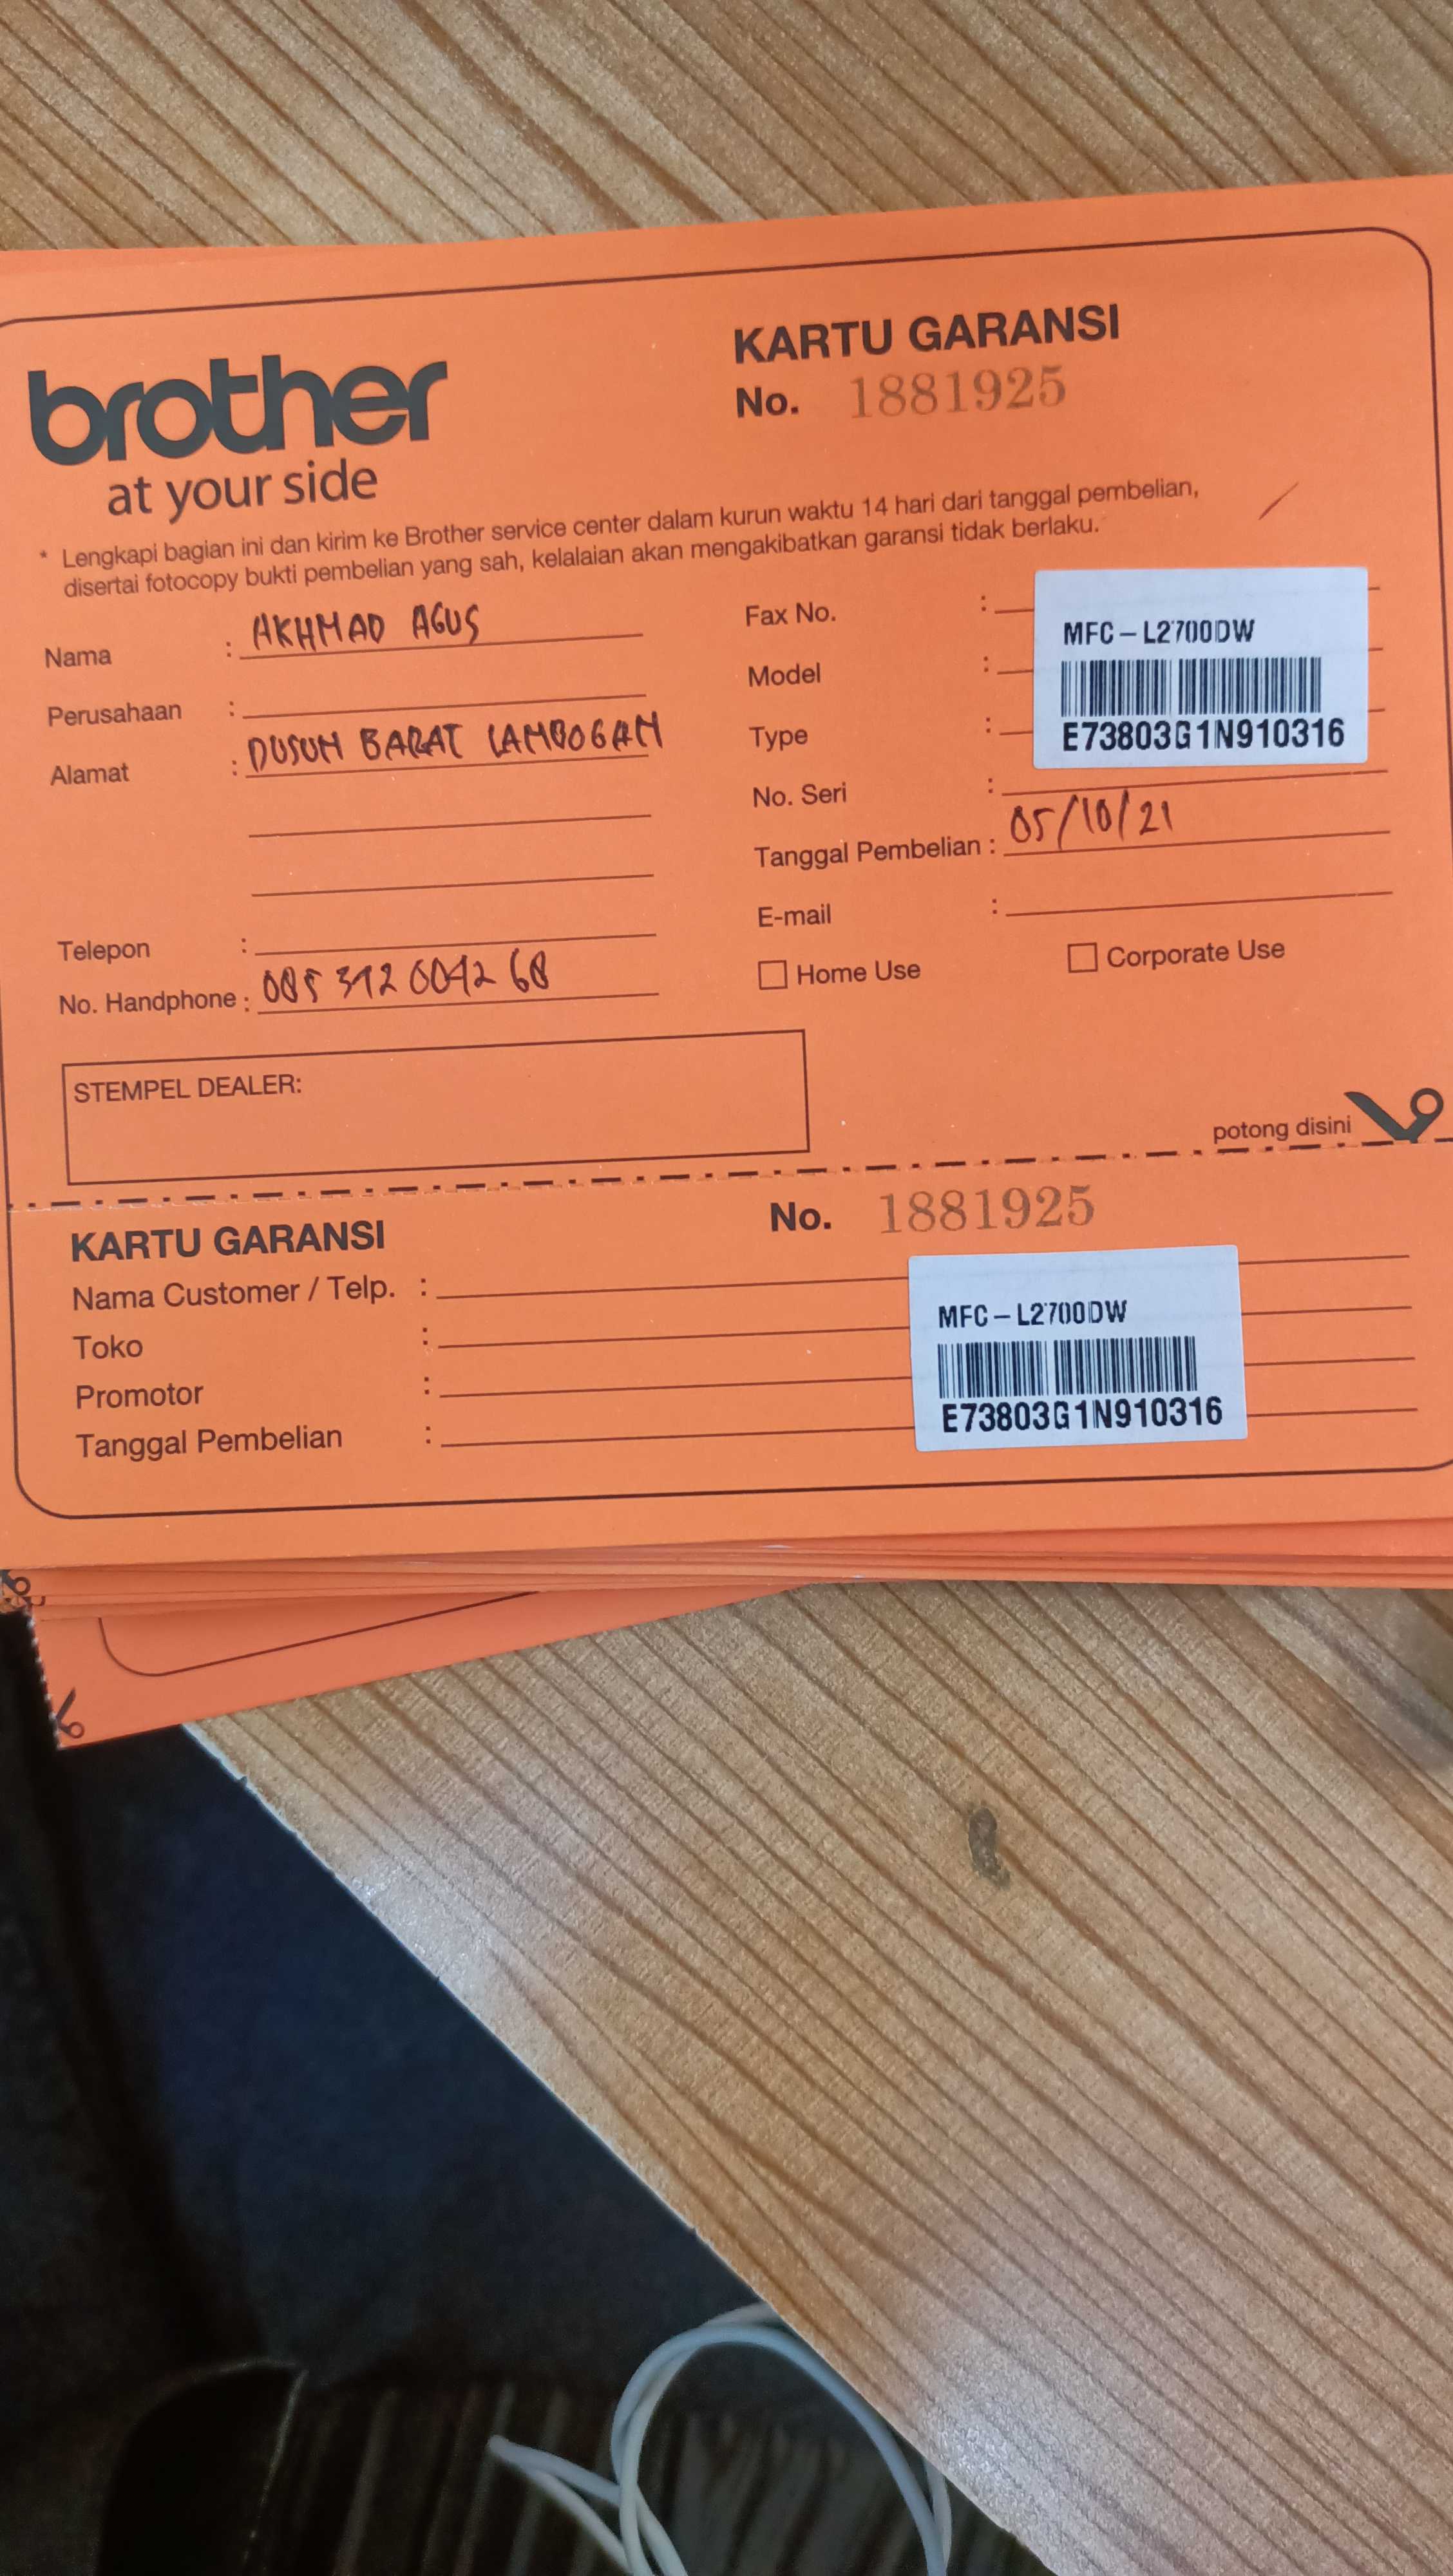 brother
at your side
KARTU GARANSI
No. 1881925
* Lengkapi bagian ini dan kirim ke Brother service center dalam kurun waktu 14 hari dari tanggal pembelian,
disertai fotocopy bukti pembelian yang sah, kelalaian akan mengakibatkan garansi tidak berlaku.
Nama : AKHMAD AGUS
Perusahaan :
Alamat : DUSUN BARAT LAMBOGAN
Telepon :
No. Handphone :
Fax No. :
Model :
Type :
No. Seri :
MFC-L2700DW
E73803G1N910316
Tanggal Pembelian : 05/10/21
E-mail :
Home Use
Corporate Use
STEMPEL DEALER:
potong disini
KARTU GARANSI
No. 1881925
Nama Customer / Telp. :
Toko :
Promotor :
Tanggal Pembelian :
MFC-L2700DW
E73803G1N910316